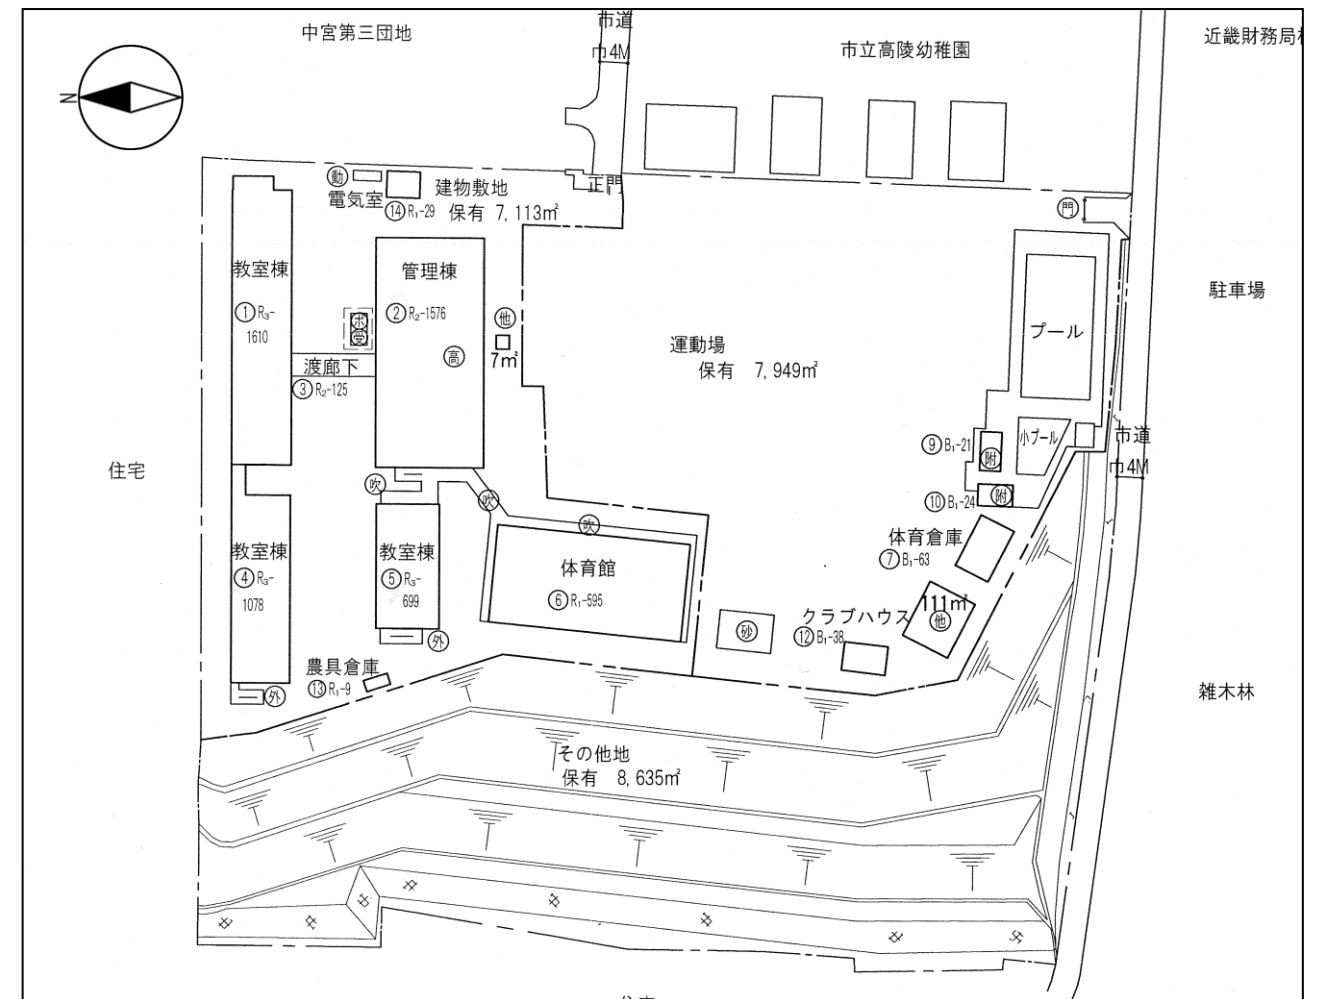 中宮第三団地
市道
巾4M
市立高陵幼稚園
近畿財務局
N
動
電気室
⑭R₁-29
建物敷地
保有 7,113㎡
正門
門
教室棟
①R₃-
1610
管理棟
②R₂-1576
高
受
他
7㎡
渡廊下
③R₂-125
運動場
保有 7,949㎡
プール
小プール
駐車場
⑨B₁-21
附
⑩B₁-24
附
市道
巾4M
住宅
吹
吹
吹
教室棟
④R₃-
1078
教室棟
⑤R₃-
699
体育館
⑥R₁-595
体育倉庫
⑦B₁-63
111㎡
他
クラブハウス
⑫B₁-38
砂
外
農具倉庫
⑬R₁-9
外
雑木林
その他地
保有 8,635㎡